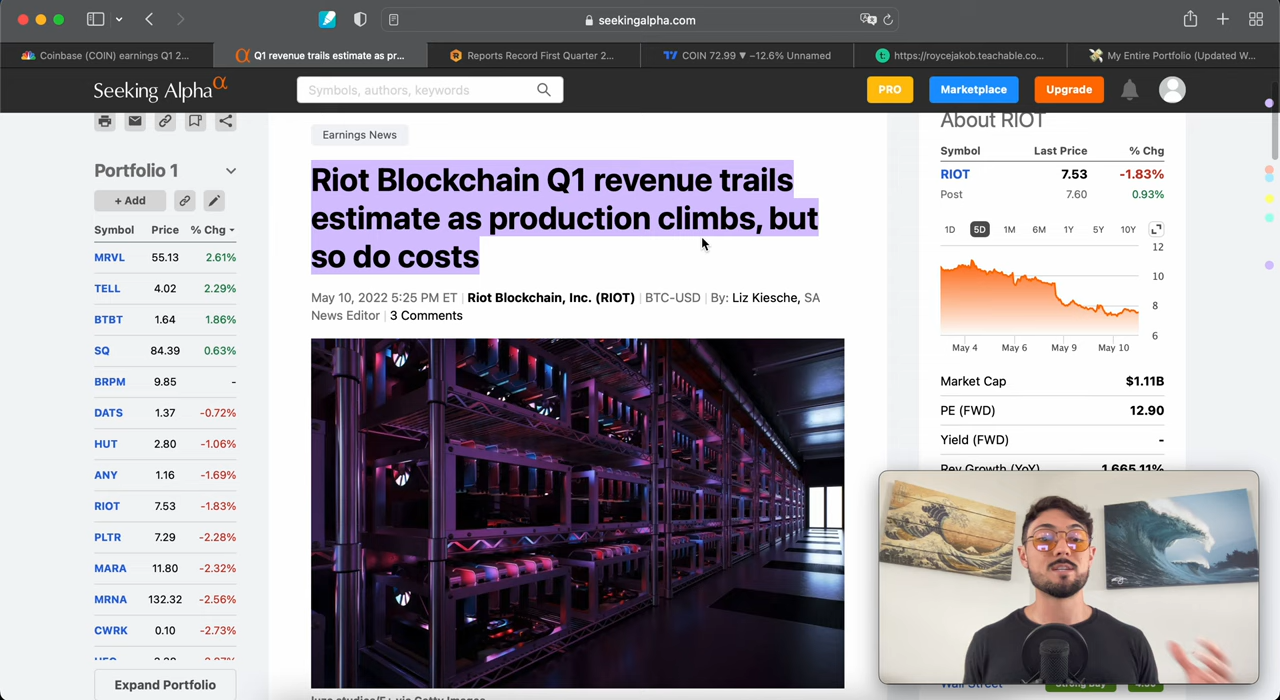 seekingalpha.com
Coinbase (COIN) earnings Q1 2...
Q1 revenue trails estimate as pr...
Reports Record First Quarter 2...
COIN 72.99 ▼ −12.6% Unnamed
https://roycejakob.teachable.co...
My Entire Portfolio (Updated W...
Seeking Alpha α
Symbols, authors, keywords
PRO
Marketplace
Upgrade
Portfolio 1
+ Add
Symbol Price % Chg
MRVL 55.13 2.61%
TELL 4.02 2.29%
BTBT 1.64 1.86%
SQ 84.39 0.63%
BRPM 9.85 -
DATS 1.37 -0.72%
HUT 2.80 -1.06%
ANY 1.16 -1.69%
RIOT 7.53 -1.83%
PLTR 7.29 -2.28%
MARA 11.80 -2.32%
MRNA 132.32 -2.56%
CWRK 0.10 -2.73%
Expand Portfolio
Earnings News
Riot Blockchain Q1 revenue trails
estimate as production climbs, but
so do costs
May 10, 2022 5:25 PM ET | Riot Blockchain, Inc. (RIOT) | BTC-USD | By: Liz Kiesche, SA
News Editor | 3 Comments
About RIOT
Symbol Last Price % Chg
RIOT 7.53 -1.83%
Post 7.60 0.93%
1D 5D 1M 6M 1Y 5Y 10Y
12
10
8
6
May 4 May 6 May 9 May 10
Market Cap $1.11B
PE (FWD) 12.90
Yield (FWD) -
Rev Growth (YoY) 1,665.11%